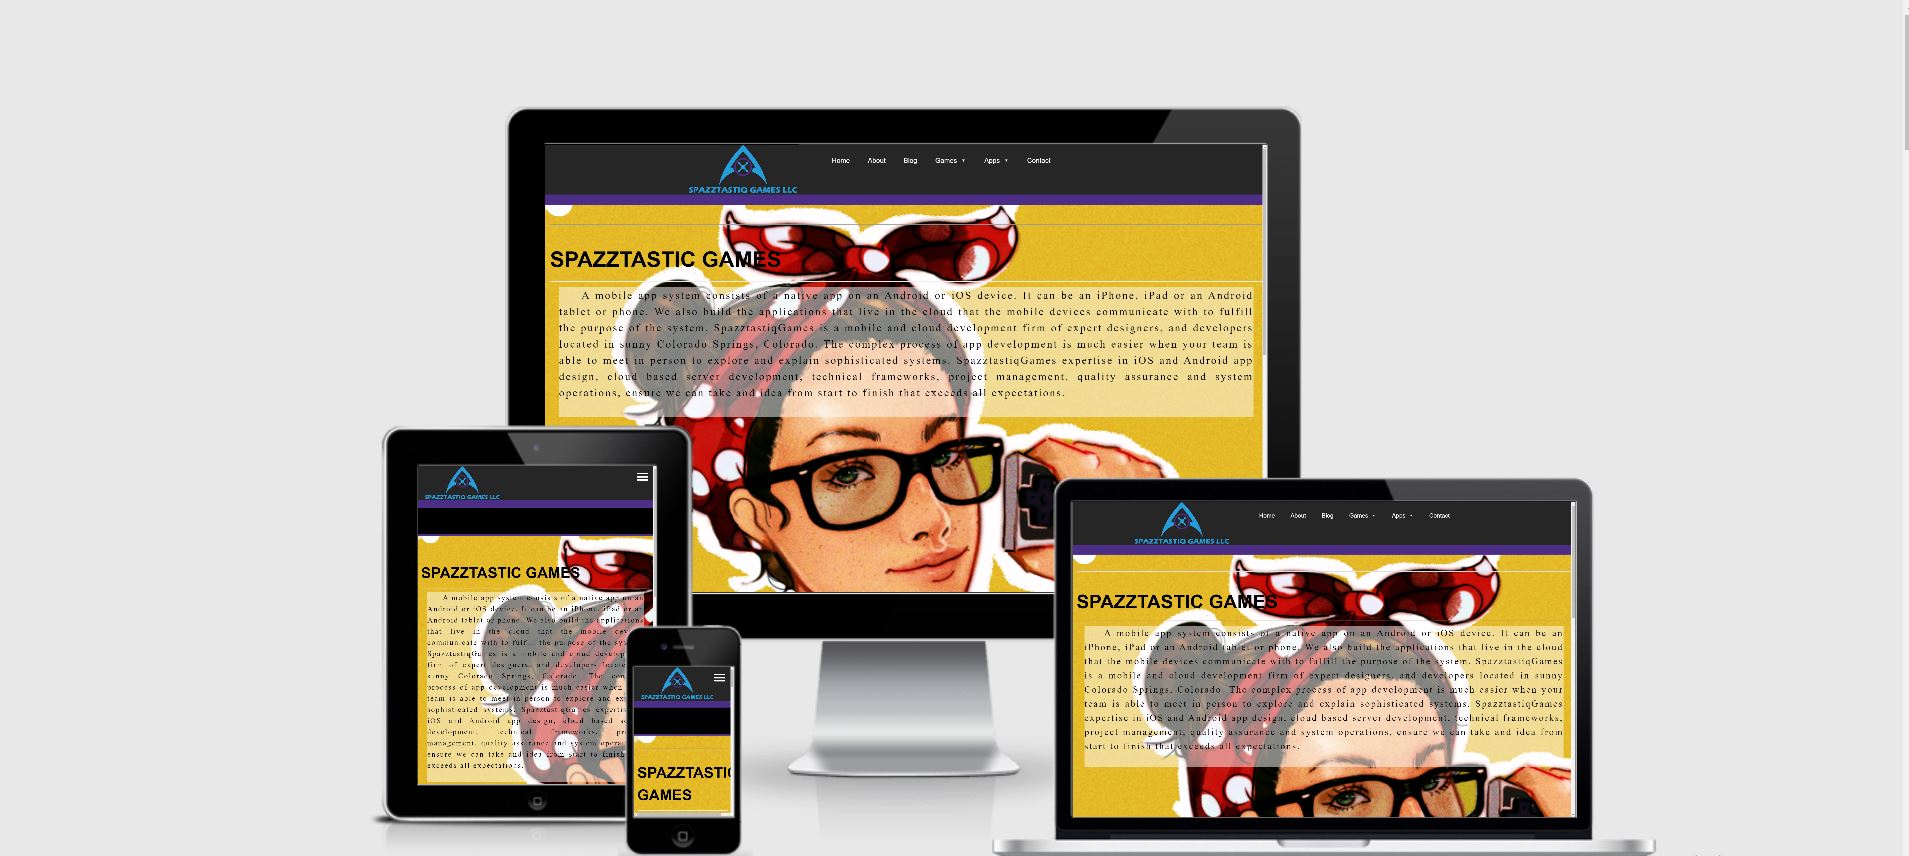 SPAZZTASTIQ GAMES LLC
Home About Blog Games Apps Contact
SPAZZTASTIC GAMES
A mobile app system consists of a native app on an Android or iOS device. It can be an iPhone, iPad or an Android
tablet or phone. We also build the applications that live in the cloud that the mobile devices communicate with to fulfill
the purpose of the system. SpazztastiqGames is a mobile and cloud development firm of expert designers, and developers
located in sunny Colorado Springs, Colorado. The complex process of app development is much easier when your team is
able to meet in person to explore and explain sophisticated systems. SpazztastiqGames expertise in iOS and Android app
design, cloud based server development, technical frameworks, project management, quality assurance and system
operations, ensure we can take and idea from start to finish that exceeds all expectations.
SPAZZTASTIQ GAMES LLC
SPAZZTASTIC GAMES
A mobile app system consists of a native app on an
Android or iOS device. It can be an iPhone, iPad or an
Android tablet or phone. We also build the applications
that live in the cloud that the mobile
communicate with to the purpose of the
SpazztastiqGames is a mobile and cloud
firm of expert designers, and developers
sunny Colorado Springs, Colorado. The
process of app development is much easier when
team is able to meet in person to explore and
sophisticated systems. SpazztastiqGames
iOS and Android app design, cloud based
development, technical frameworks,
management, quality assurance and system
ensure we can take and idea from start to finish
exceeds all expectations.
SPAZZTASTIQ GAMES LLC
GAMES
SPAZZTASTIQ GAMES LLC
Home About Blog Games Apps Contact
SPAZZTASTIC GAMES
A mobile app system consists of a native app on an Android or iOS device. It can be an
iPhone, iPad or an Android tablet or phone. We also build the applications that live in the cloud
that the mobile devices communicate with to fulfill the purpose of the system. SpazztastiqGames
is a mobile and cloud development firm of expert designers, and developers located in sunny
Colorado Springs, Colorado. The complex process of app development is much easier when your
team is able to meet in person to explore and explain sophisticated systems. SpazztastiqGames
expertise in iOS and Android app design, cloud based server development, technical frameworks,
project management, quality assurance and system operations, ensure we can take and idea from
start to finish that exceeds all expectations.